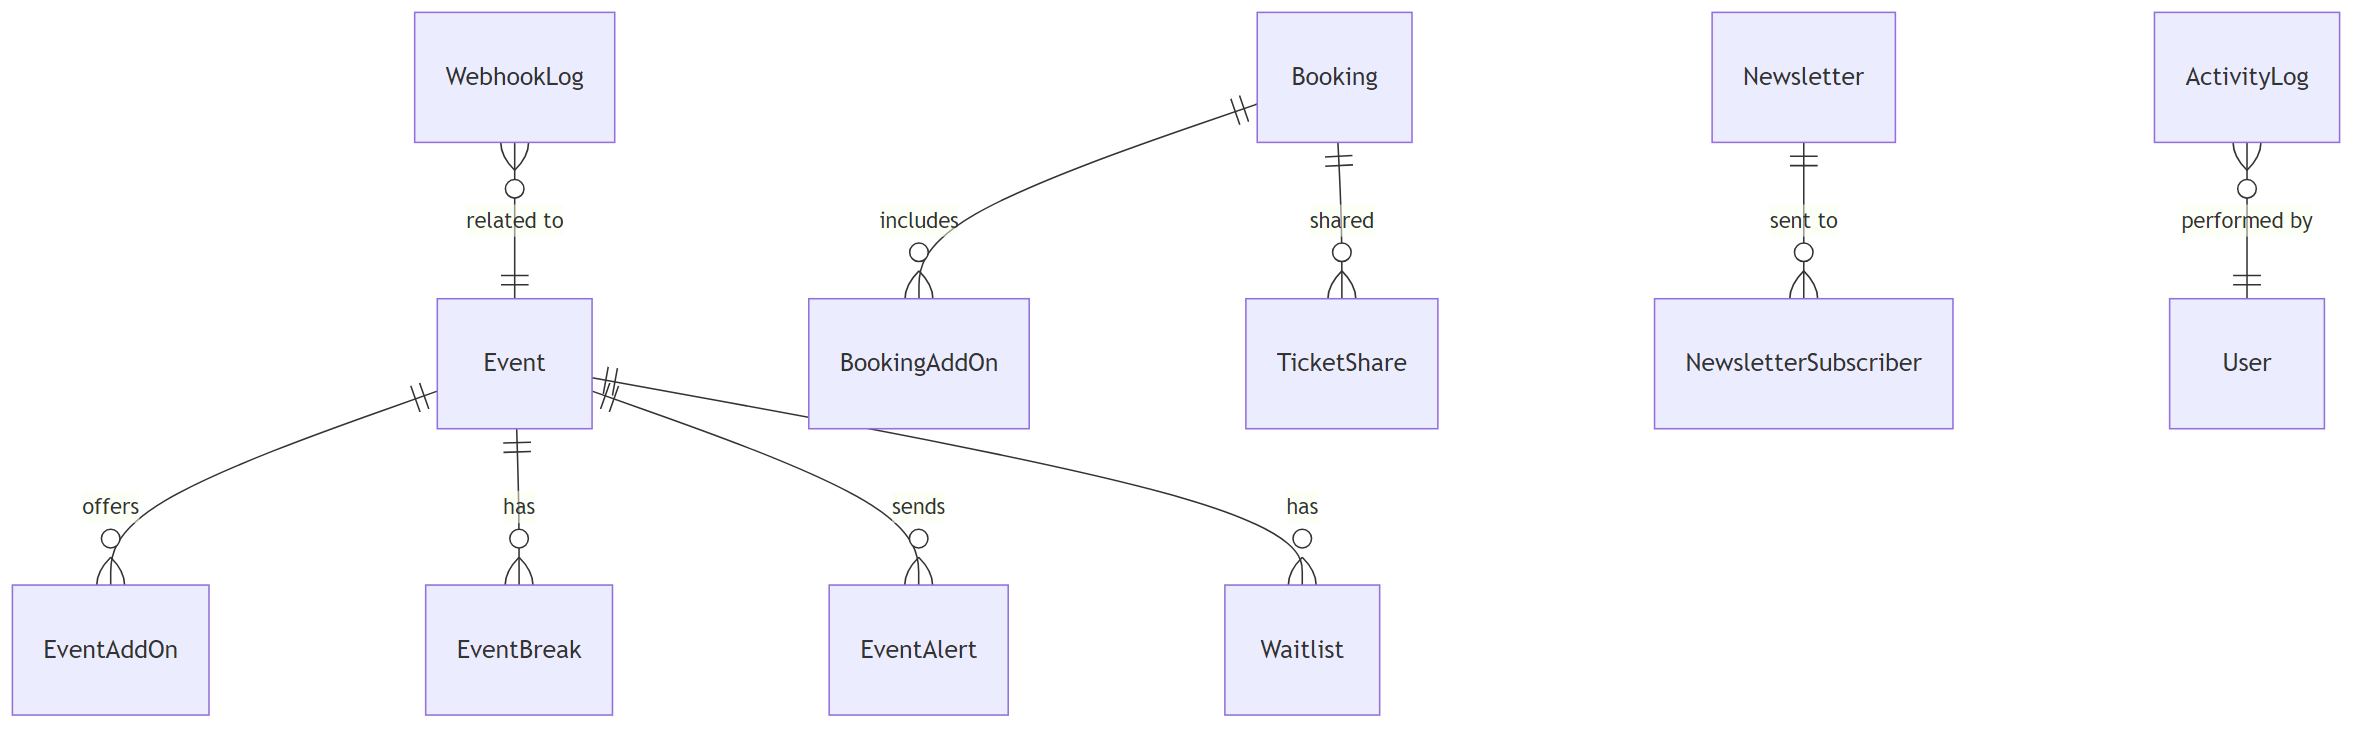 WebhookLog
Booking
Newsletter
ActivityLog
related to
includes
shared
sent to
performed by
Event
BookingAddOn
TicketShare
NewsletterSubscriber
User
offers
has
sends
has
EventAddOn
EventBreak
EventAlert
Waitlist